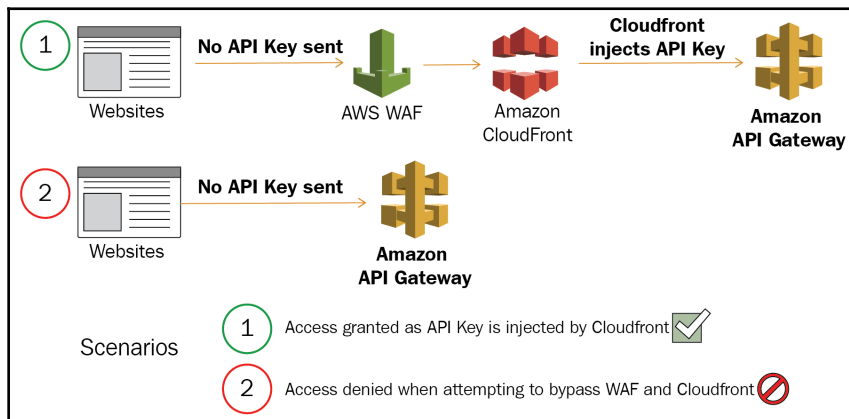 1
No API Key sent
Cloudfront
injects API Key
Websites
AWS WAF
Amazon
CloudFront
Amazon
API Gateway
2
No API Key sent
Websites
Amazon
API Gateway
Scenarios
1 Access granted as API Key is injected by Cloudfront
2 Access denied when attempting to bypass WAF and Cloudfront